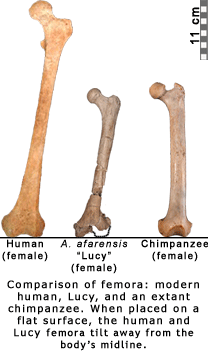 11 cm
Human A. afarensis Chimpanzee
(female) "Lucy" (female)
(female)
Comparison of femora: modern
human, Lucy, and an extant
chimpanzee. When placed on a
flat surface, the human and
Lucy femora tilt away from the
body's midline.